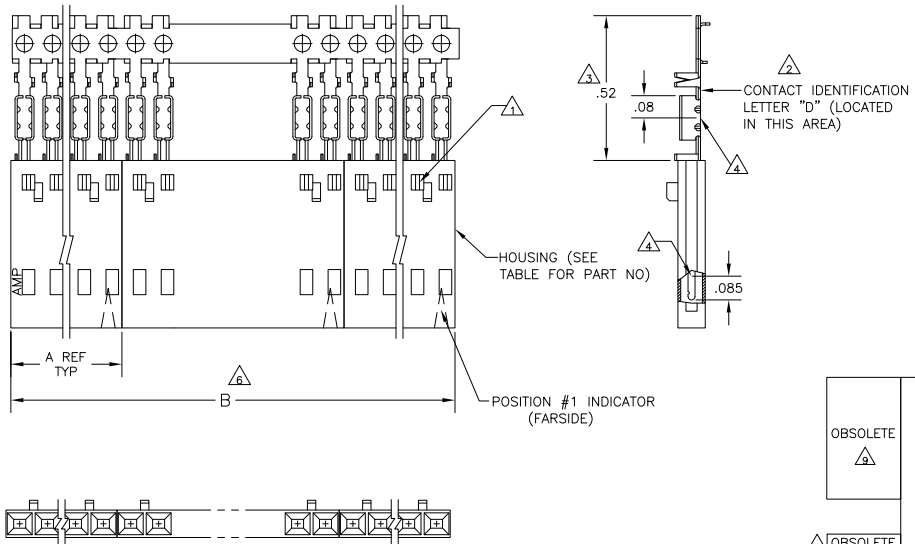 1
3
.52
.08
2
CONTACT IDENTIFICATION
LETTER "D" (LOCATED
IN THIS AREA)
4
HOUSING (SEE
TABLE FOR PART NO)
4
.085
AMP
A REF
TYP
6
B
POSITION #1 INDICATOR
(FARSIDE)
OBSOLETE
9
OBSOLETE